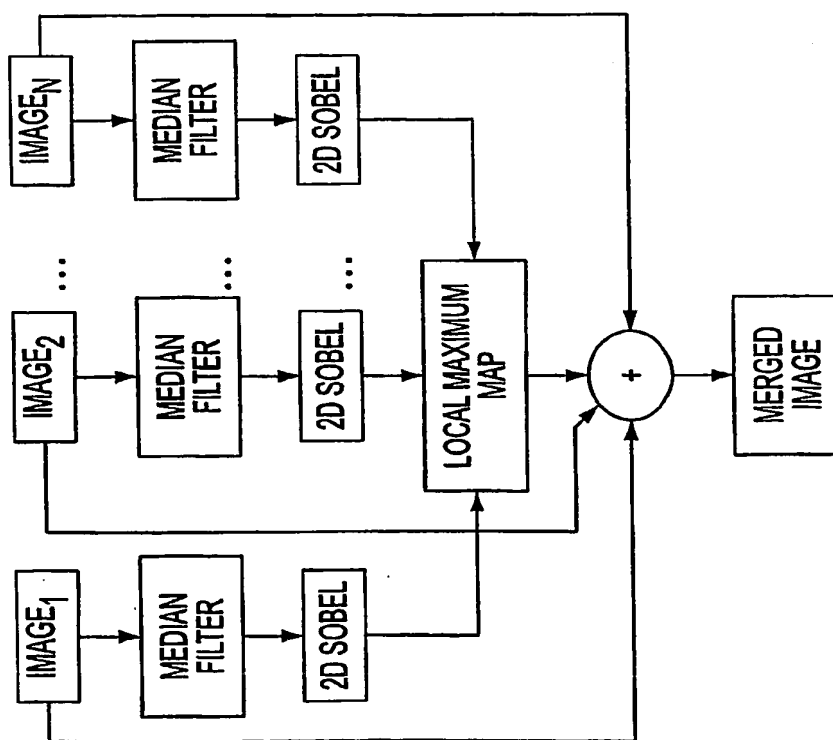 IMAGE1
IMAGE2
...
IMAGEN
MEDIAN
FILTER
MEDIAN
FILTER
...
MEDIAN
FILTER
2D SOBEL
2D SOBEL
...
2D SOBEL
LOCAL MAXIMUM
MAP
+
MERGED
IMAGE